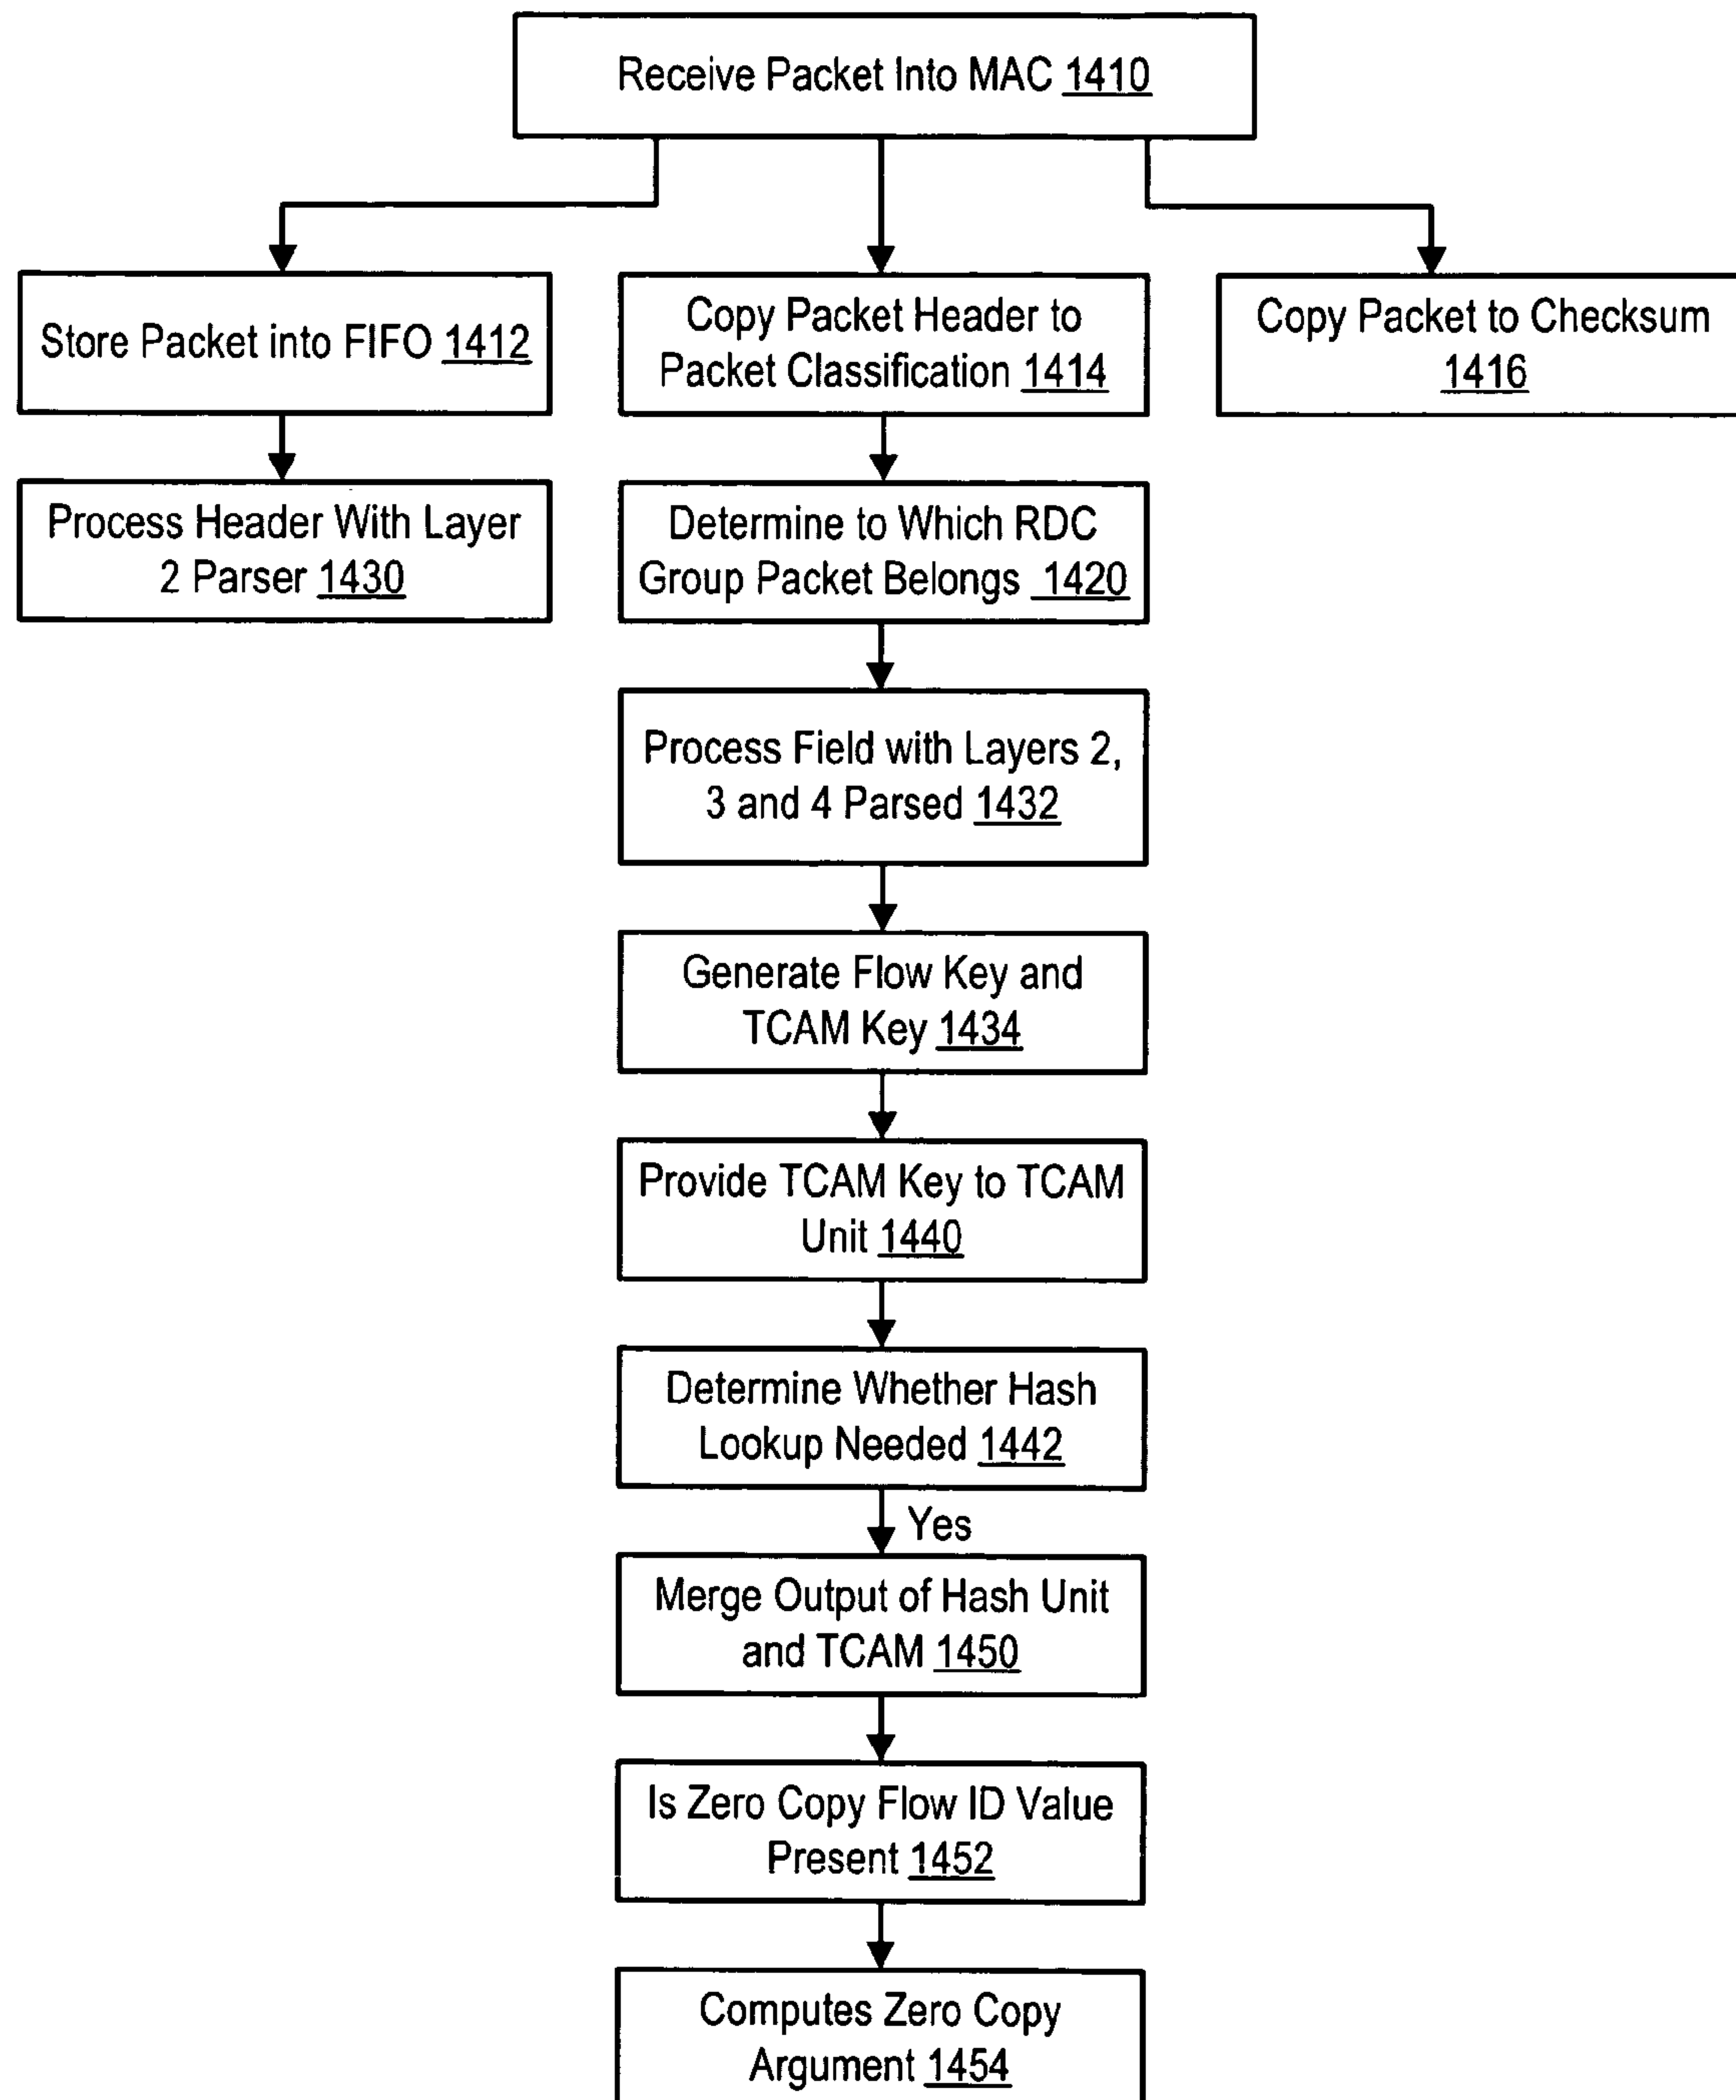 Receive Packet Into MAC 1410
Store Packet into FIFO 1412
Copy Packet Header to
Packet Classification 1414
Copy Packet to Checksum
1416
Process Header With Layer
2 Parser 1430
Determine to Which RDC
Group Packet Belongs 1420
Process Field with Layers 2,
3 and 4 Parsed 1432
Generate Flow Key and
TCAM Key 1434
Provide TCAM Key to TCAM
Unit 1440
Determine Whether Hash
Lookup Needed 1442
Yes
Merge Output of Hash Unit
and TCAM 1450
Is Zero Copy Flow ID Value
Present 1452
Computes Zero Copy
Argument 1454